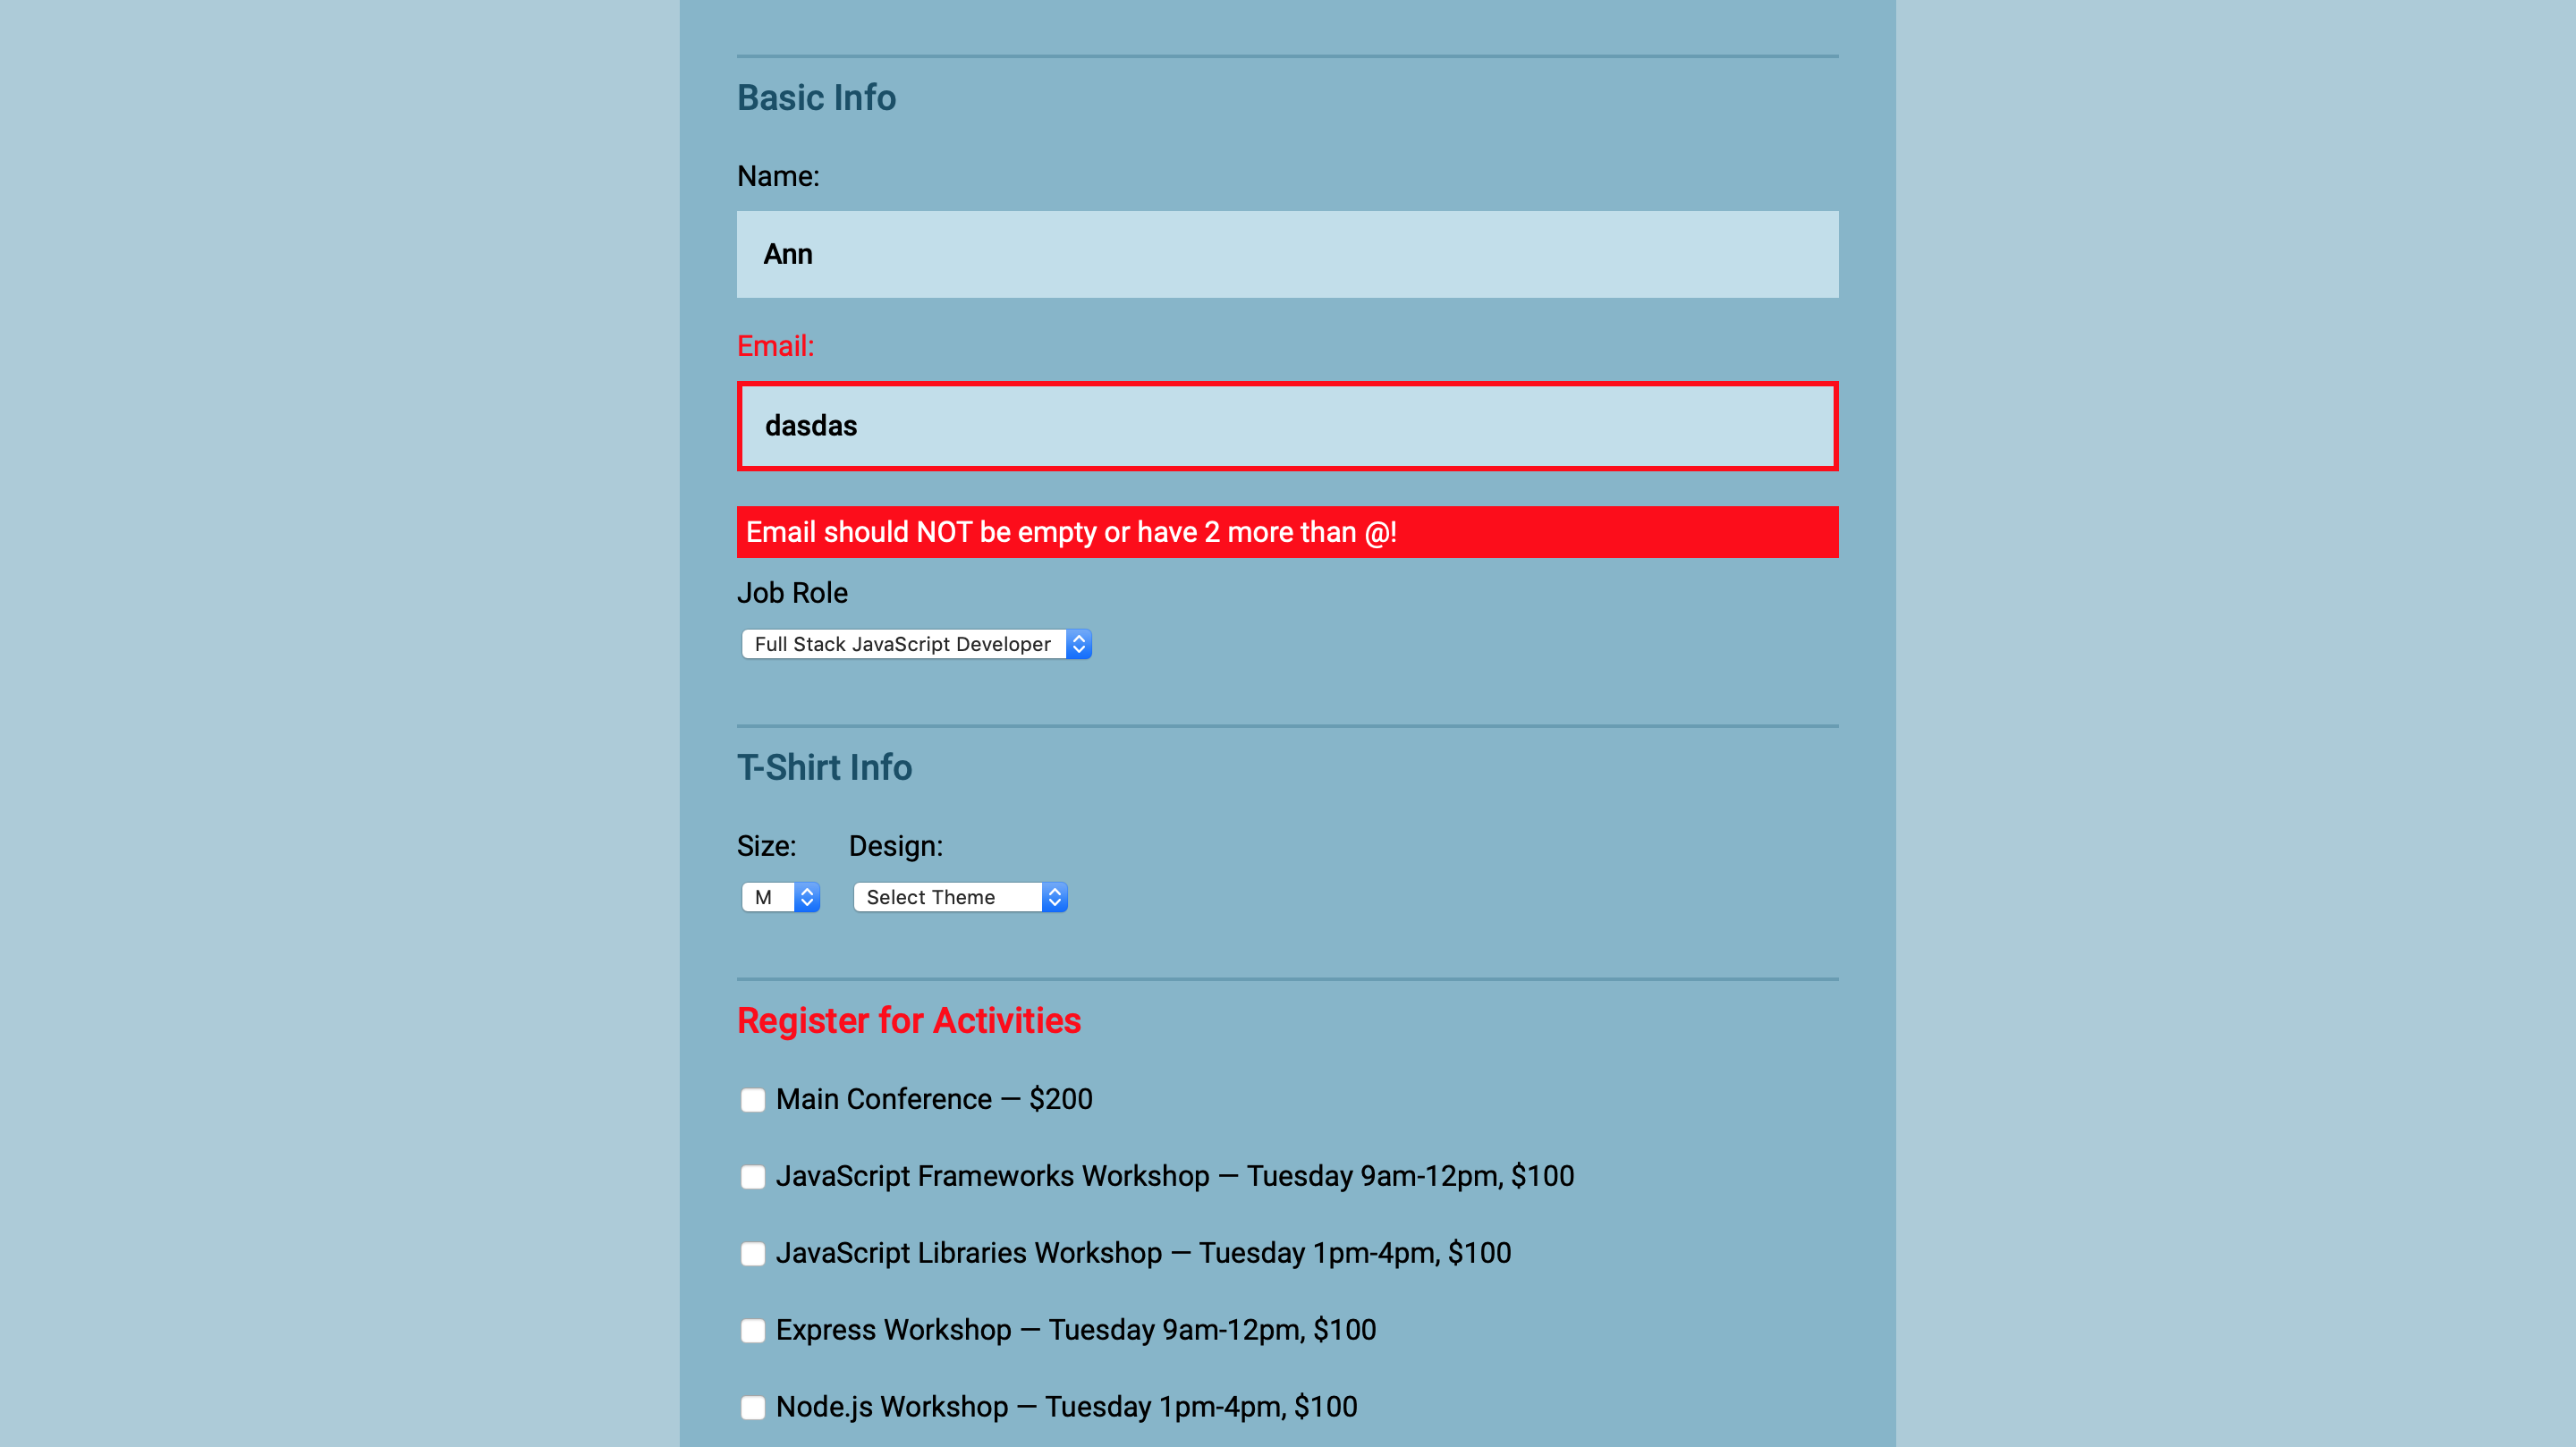 Basic Info
Name:
Ann
Email:
dasdas
Email should NOT be empty or have 2 more than @!
Job Role
Full Stack JavaScript Developer
T-Shirt Info
Size: Design:
M Select Theme
Register for Activities
Main Conference — $200
JavaScript Frameworks Workshop — Tuesday 9am-12pm, $100
JavaScript Libraries Workshop — Tuesday 1pm-4pm, $100
Express Workshop — Tuesday 9am-12pm, $100
Node.js Workshop — Tuesday 1pm-4pm, $100